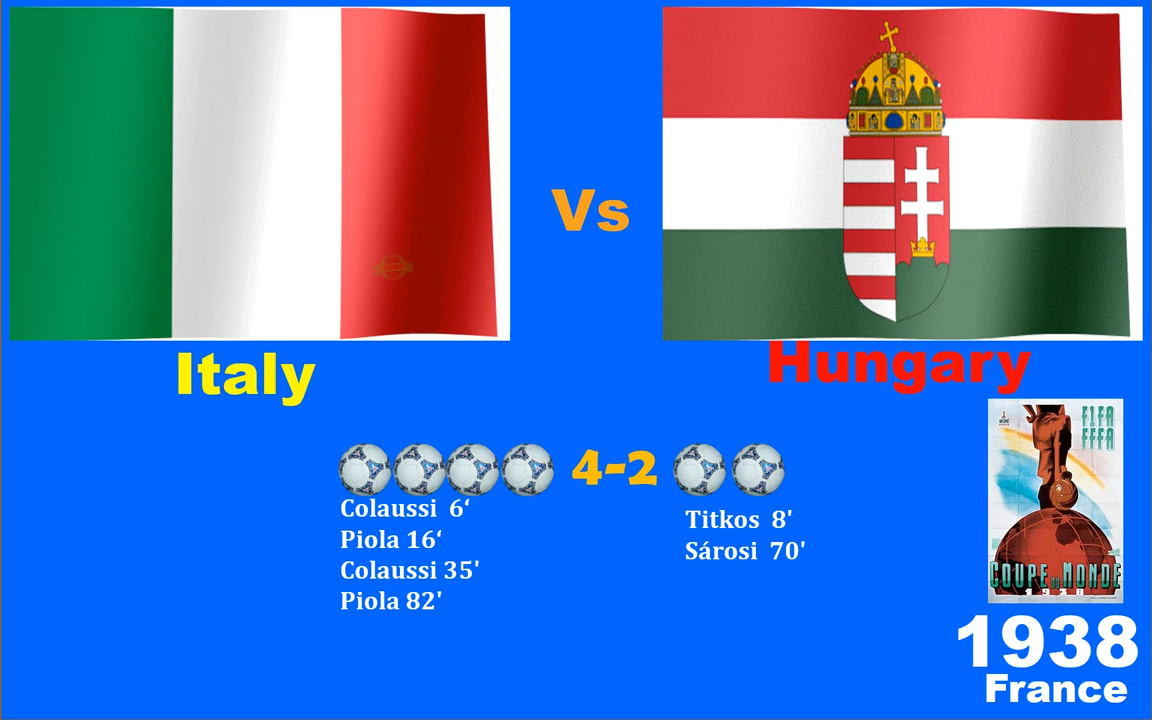 Vs
Italy
Hungary
4-2
Colaussi 6‘
Piola 16‘
Colaussi 35'
Piola 82'
Titkos 8'
Sárosi 70'
FIFA
FFFA
COUPE DU MONDE
1938
1938
France